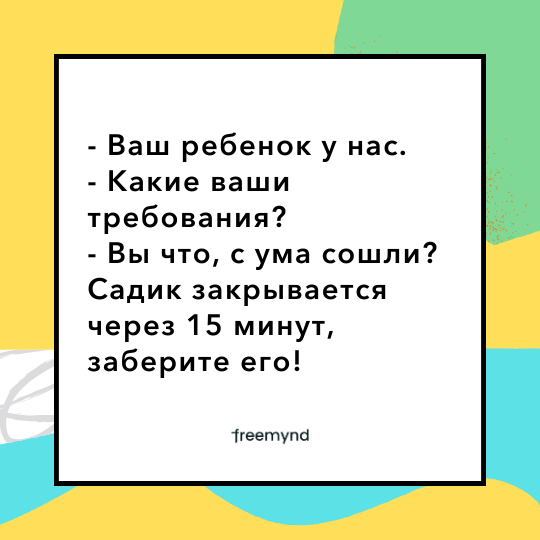 - Ваш ребенок у нас.
- Какие ваши
требования?
- Вы что, с ума сошли?
Садик закрывается
через 15 минут,
заберите его!
freemynd